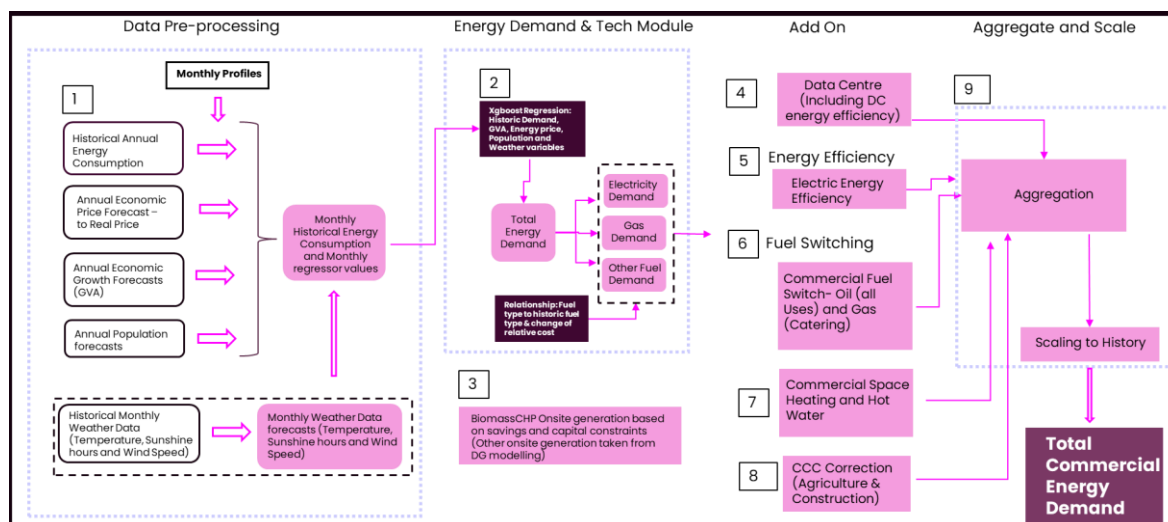 Data Pre-processing
Energy Demand & Tech Module
Add On
Aggregate and Scale
Monthly Profiles
1
Historical Annual
Energy
Consumption
Annual Economic
Price Forecast –
to Real Price
Annual Economic
Growth Forecasts
(GVA)
Annual Population
forecasts
Monthly
Historical Energy
Consumption
and Monthly
regressor values
Historical Monthly
Weather Data
(Temperature, Sunshine
hours and Wind Speed)
Monthly Weather Data
forecasts (Temperature,
Sunshine hours and Wind
Speed)
2
Xgboost Regression:
Historic Demand,
GVA, Energy price,
Population and
Weather variables
Total
Energy
Demand
Electricity
Demand
Gas
Demand
Other Fuel
Demand
Relationship: Fuel
type to historic fuel
type & change of
relative cost
3
BiomassCHP Onsite generation based
on savings and capital constraints
(Other onsite generation taken from
DG modelling)
4
Data Centre
(Including DC
energy efficiency)
5
Energy Efficiency
Electric Energy
Efficiency
6
Fuel Switching
Commercial Fuel
Switch- Oil (all
Uses) and Gas
(Catering)
7
Commercial Space
Heating and Hot
Water
8
CCC Correction
(Agriculture &
Construction)
9
Aggregation
Scaling to History
Total
Commercial
Energy
Demand